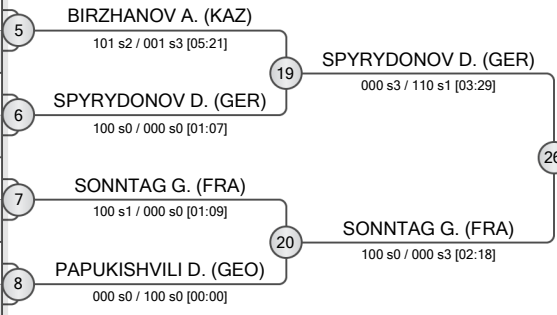 BIRZHANOV A. (KAZ)
5
101 s2 / 001 s3 [05:21]
SPYRYDONOV D. (GER)
19
000 s3 / 110 s1 [03:29]
SPYRYDONOV D. (GER)
6
100 s0 / 000 s0 [01:07]
26
SONNTAG G. (FRA)
7
100 s1 / 000 s0 [01:09]
SONNTAG G. (FRA)
20
100 s0 / 000 s3 [02:18]
PAPUKISHVILI D. (GEO)
8
000 s0 / 100 s0 [00:00]